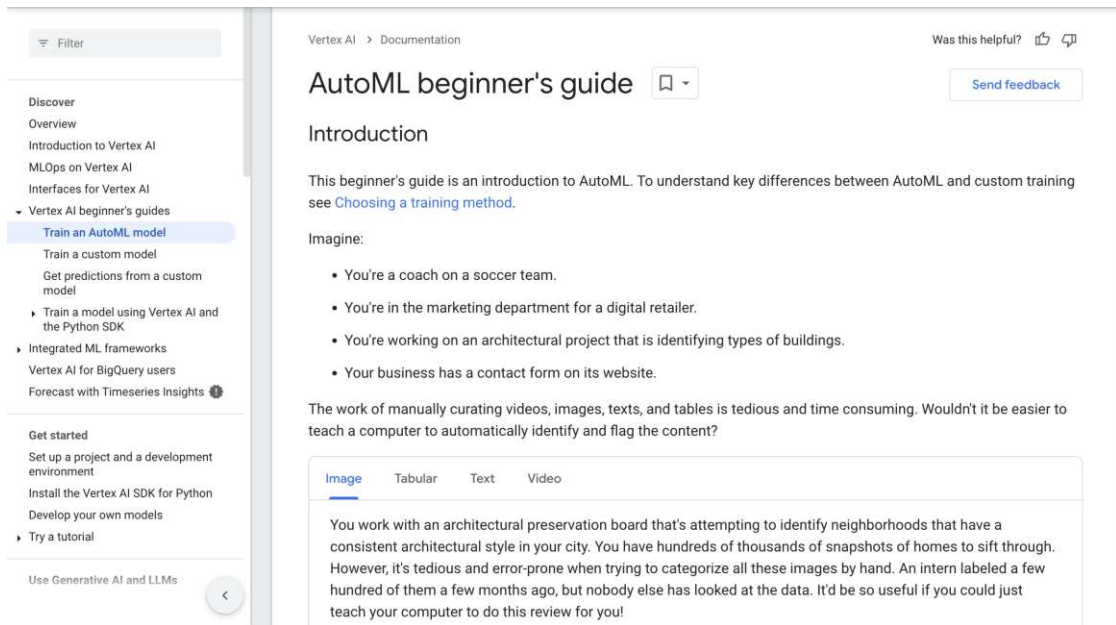 Filter
Discover
Overview
Introduction to Vertex AI
MLOps on Vertex AI
Interfaces for Vertex AI
Vertex AI beginner's guides
Train an AutoML model
Train a custom model
Get predictions from a custom
model
Train a model using Vertex AI and
the Python SDK
Integrated ML frameworks
Vertex AI for BigQuery users
Forecast with Timeseries Insights
Get started
Set up a project and a development
environment
Install the Vertex AI SDK for Python
Develop your own models
Try a tutorial
Use Generative AI and LLMs
Vertex AI > Documentation
Was this helpful?
AutoML beginner's guide
Send feedback
Introduction
This beginner's guide is an introduction to AutoML. To understand key differences between AutoML and custom training
see Choosing a training method.
Imagine:
• You're a coach on a soccer team.
• You're in the marketing department for a digital retailer.
• You're working on an architectural project that is identifying types of buildings.
• Your business has a contact form on its website.
The work of manually curating videos, images, texts, and tables is tedious and time consuming. Wouldn't it be easier to
teach a computer to automatically identify and flag the content?
Image Tabular Text Video
You work with an architectural preservation board that's attempting to identify neighborhoods that have a
consistent architectural style in your city. You have hundreds of thousands of snapshots of homes to sift through.
However, it's tedious and error-prone when trying to categorize all these images by hand. An intern labeled a few
hundred of them a few months ago, but nobody else has looked at the data. It'd be so useful if you could just
teach your computer to do this review for you!